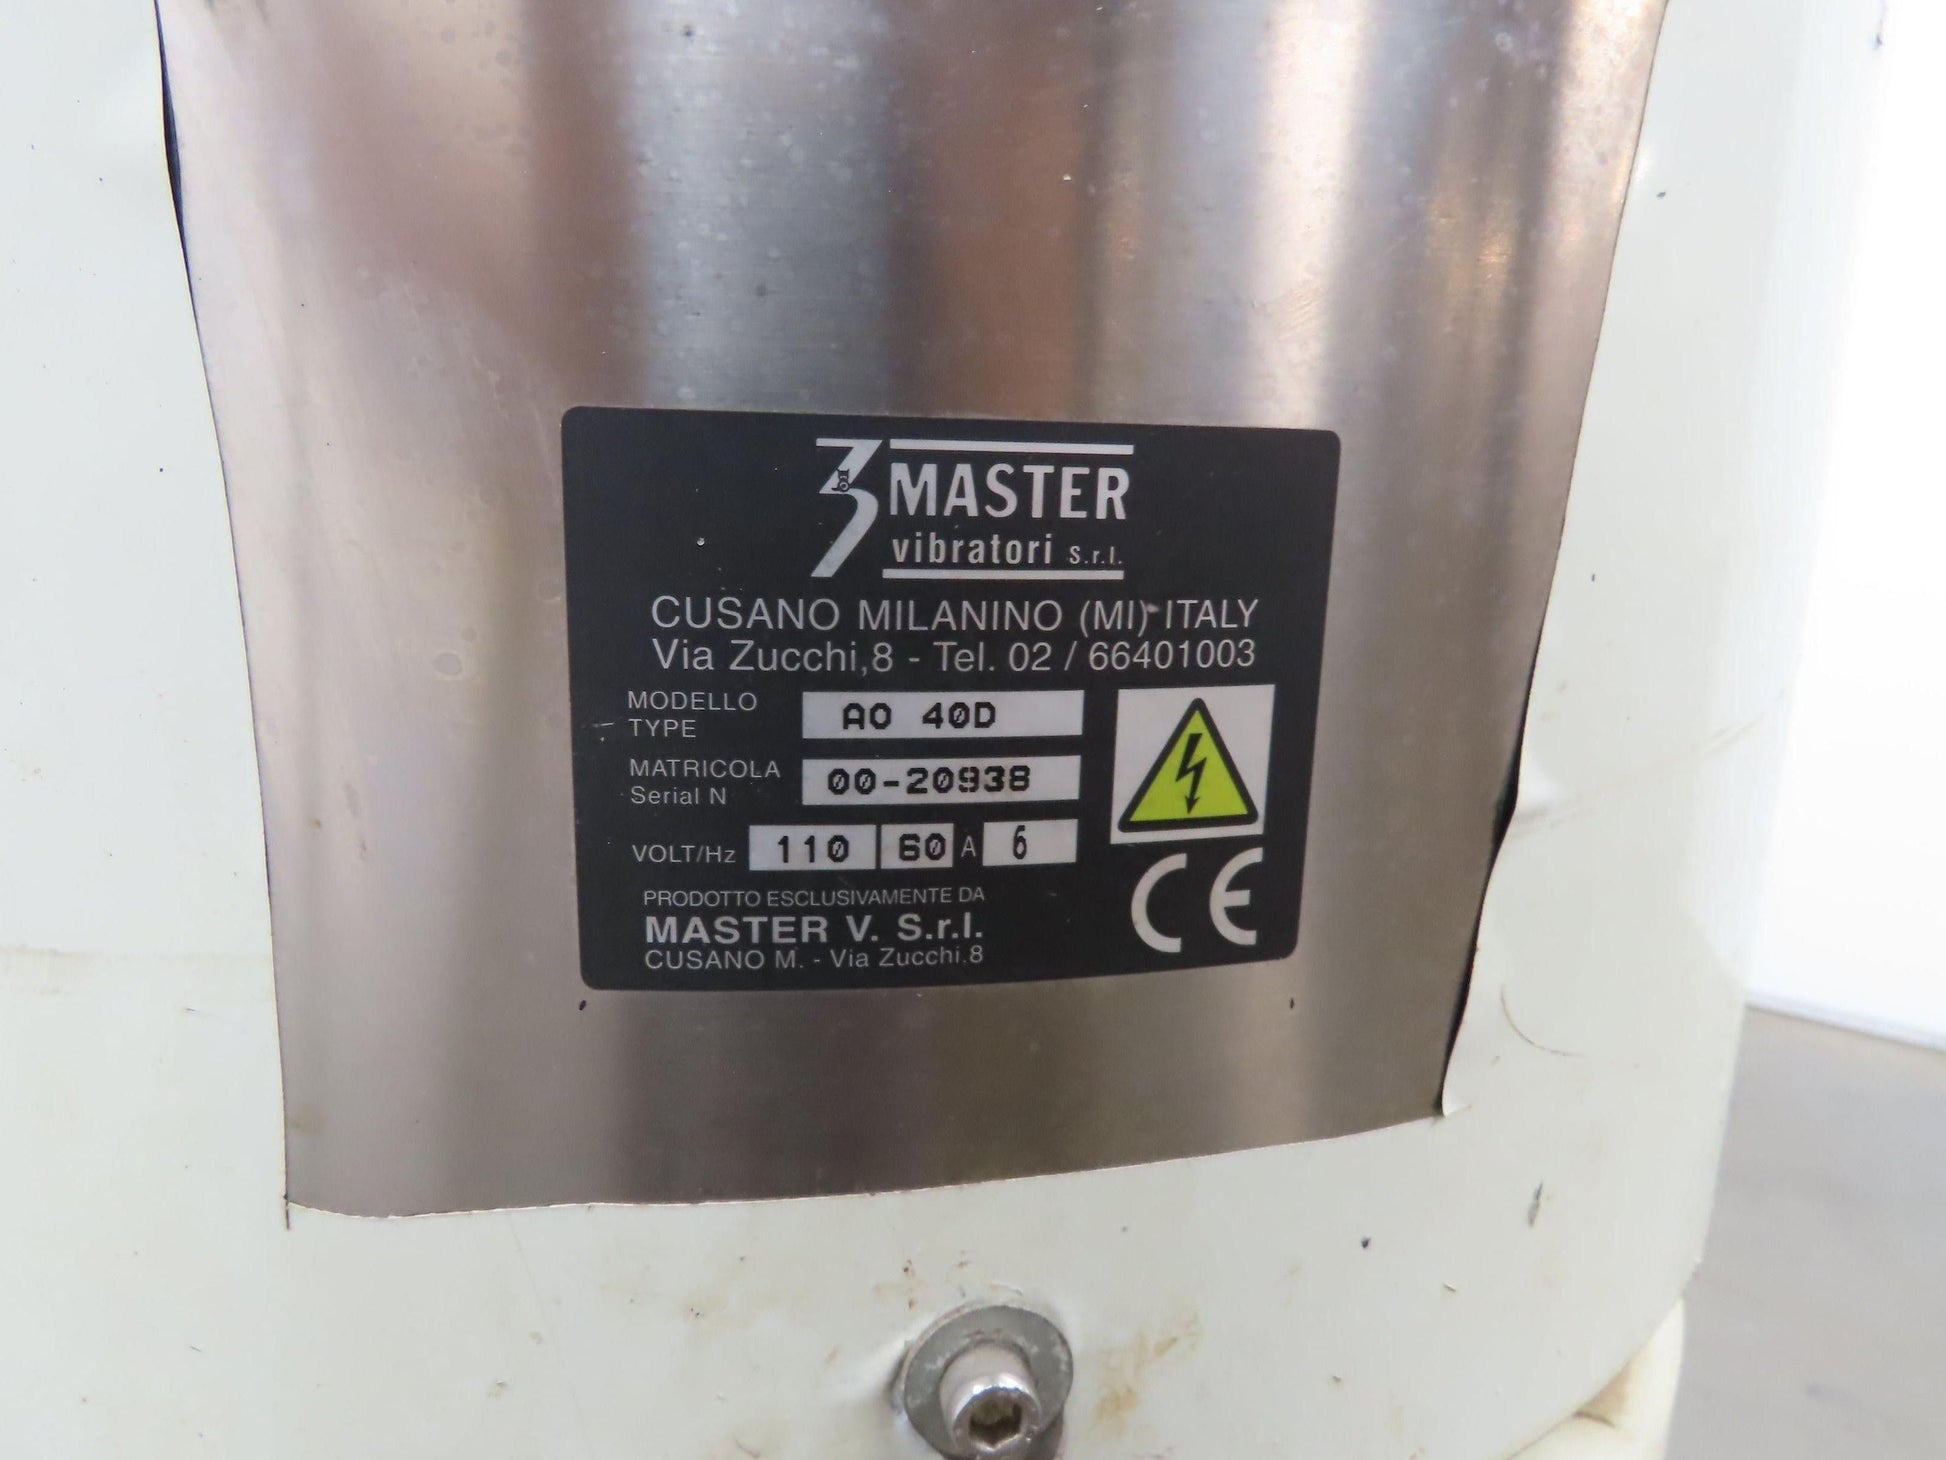 MASTER
vibratori s.r.l.
CUSANO MILANINO (MI) ITALY
Via Zucchi,8 - Tel. 02 / 66401003
MODELLO
TYPE
AO 40D
MATRICOLA
Serial N
00-20938
VOLT/Hz 110 60 A 6
PRODOTTO ESCLUSIVAMENTE DA
MASTER V. S.r.l.
CUSANO M. - Via Zucchi.8
CE